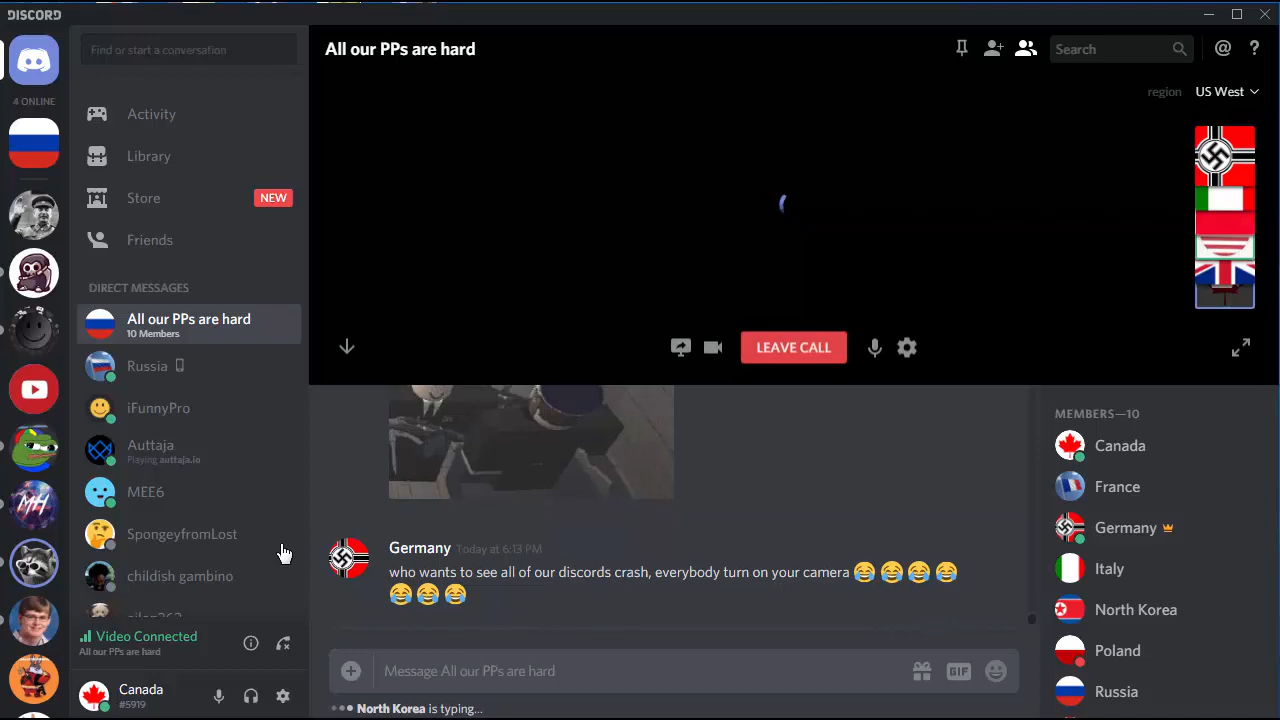 DISCORD
Find or start a conversation
All our PPs are hard
Search
@
?
4 ONLINE
region
US West
Activity
Library
Store
NEW
Friends
DIRECT MESSAGES
All our PPs are hard
10 Members
Russia
iFunnyPro
Auttaja
Playing auttaja.io
MEE6
SpongeyfromLost
childish gambino
LEAVE CALL
MH
Germany Today at 6:13 PM
who wants to see all of our discords crash, everybody turn on your camera 😂 😂 😂 😂
😂 😂 😂
MEMBERS—10
Canada
France
Germany
Italy
North Korea
Poland
Russia
Video Connected
All our PPs are hard
Canada
#5919
Message All our PPs are hard
GIF
North Korea is typing...